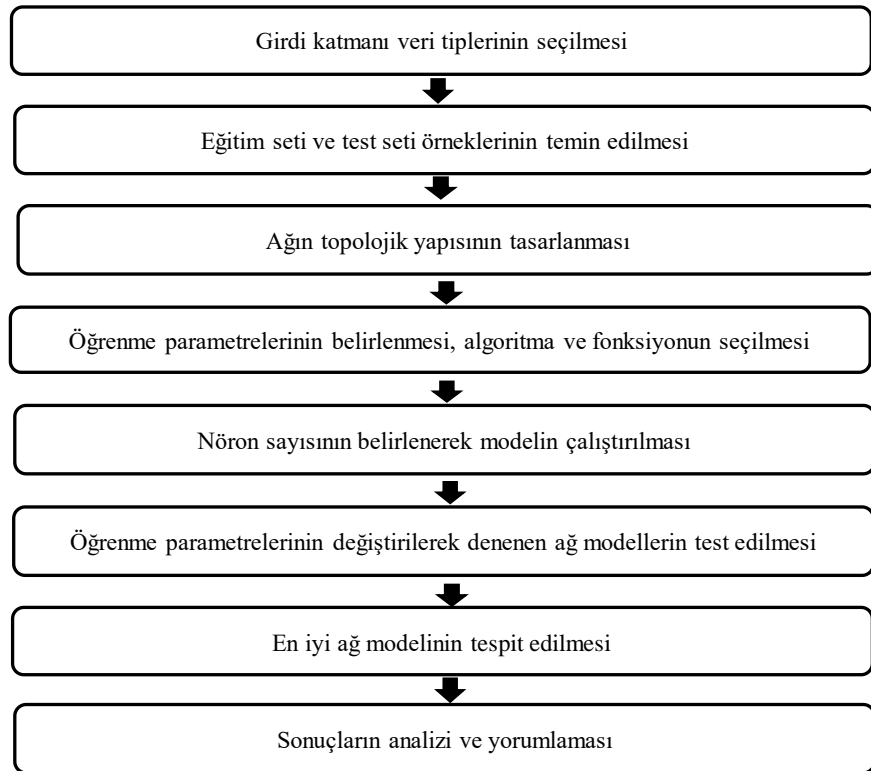 Girdi katmanı veri tiplerinin seçilmesi
Eğitim seti ve test seti örneklerinin temin edilmesi
Ağın topolojik yapısının tasarlanması
Öğrenme parametrelerinin belirlenmesi, algoritma ve fonksiyonun seçilmesi
Nöron sayısının belirlenerek modelin çalıştırılması
Öğrenme parametrelerinin değiştirilerek denenen ağ modellerin test edilmesi
En iyi ağ modelinin tespit edilmesi
Sonuçların analizi ve yorumlaması